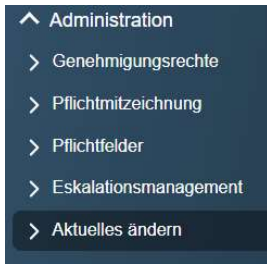 Administration
Genehmigungsrechte
Pflichtmitzeichnung
Pflichtfelder
Eskalationsmanagement
Aktuelles ändern